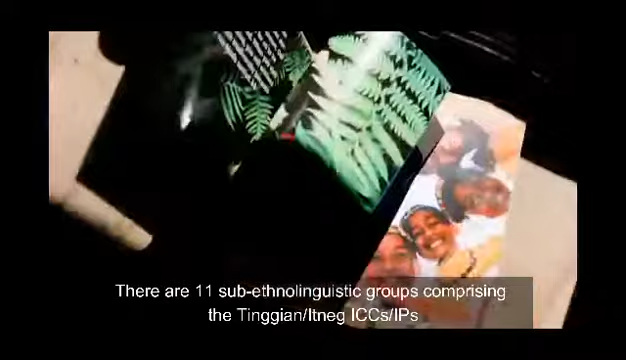 There are 11 sub-ethnolinguistic groups comprising
the Tinggian/Itneg ICCs/IPs